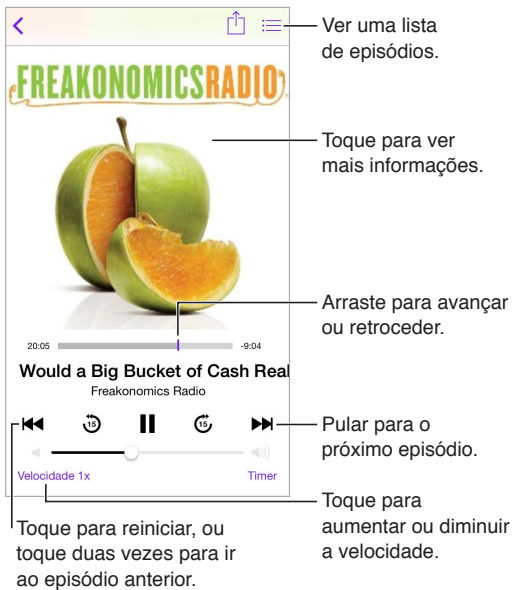 Ver uma lista
de episódios.
FREAKONOMICSRADIO
Toque para ver
mais informações.
Arraste para avançar
ou retroceder.
20:05
-9:04
Would a Big Bucket of Cash Real
Freakonomics Radio
15
15
Pular para o
próximo episódio.
Velocidade 1x
Timer
Toque para
aumentar ou diminuir
a velocidade.
Toque para reiniciar, ou
toque duas vezes para ir
ao episódio anterior.